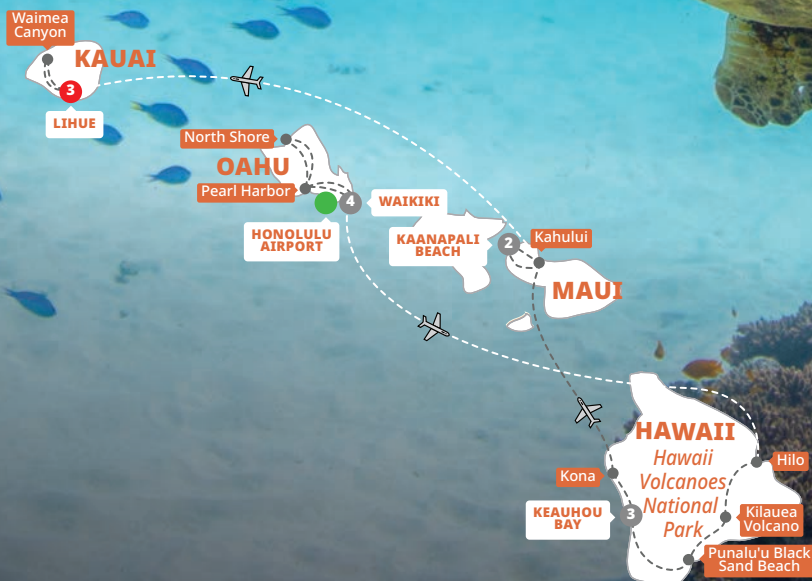 Waimea
Canyon
KAUAI
3
LIHUE
North Shore
OAHU
Pearl Harbor
4
WAIKIKI
HONOLULU
AIRPORT
KAANAPALI
BEACH
2
Kahului
MAUI
HAWAII
Hawaii
Volcanoes
National
Park
Hilo
Kona
KEAUHOU
BAY
3
Kilauea
Volcano
Punalu'u Black
Sand Beach